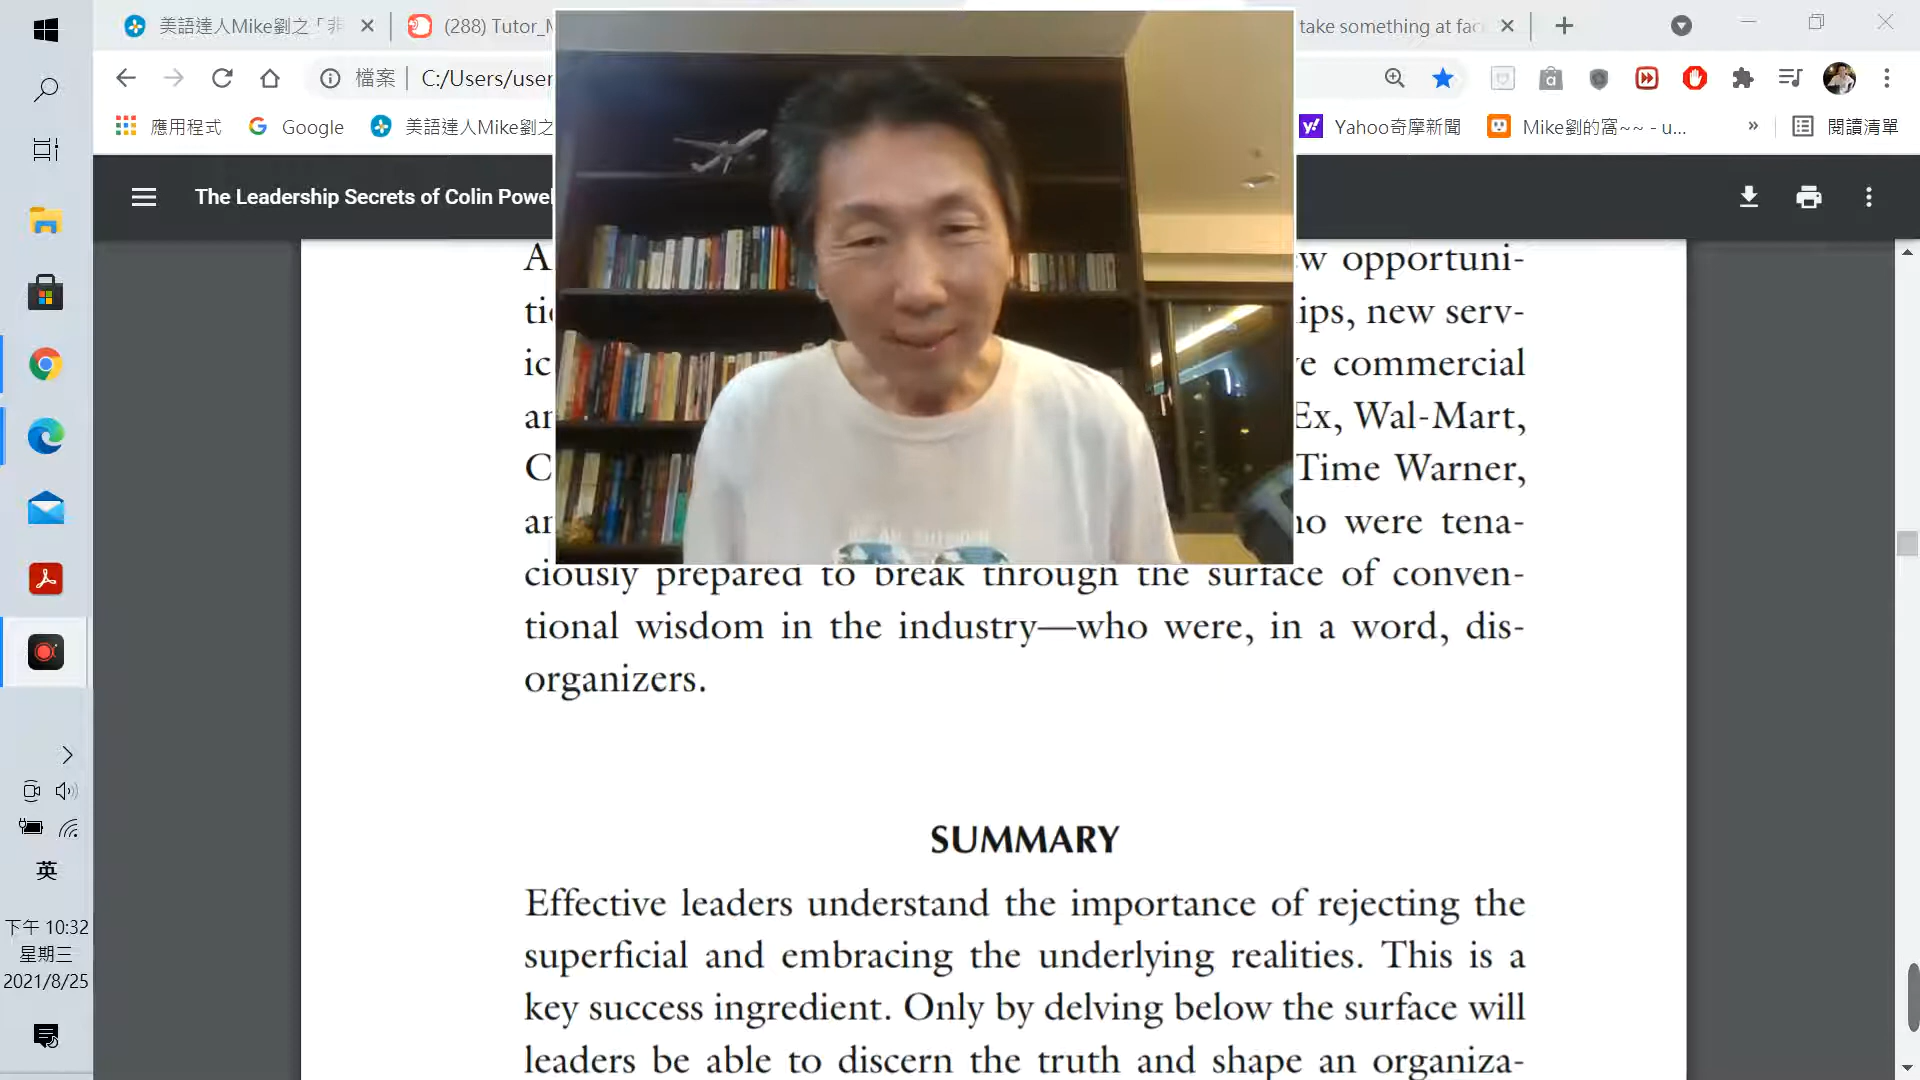 美語達人Mike劉之「非
(288) Tutor_M
take something at fac
檔案
C:/Users/user
應用程式
Google
美語達人Mike劉之
Yahoo奇摩新聞
Mike劉的窩~~ - u...
»
閱讀清單
The Leadership Secrets of Colin Powel
A
w opportuni-
tic
ips, new serv-
ic
e commercial
an
Ex, Wal-Mart,
C
Time Warner,
an
no were tena-
ciously prepared to break through the surface of conven-
tional wisdom in the industry—who were, in a word, dis-
organizers.
SUMMARY
Effective leaders understand the importance of rejecting the
superficial and embracing the underlying realities. This is a
key success ingredient. Only by delving below the surface will
leaders be able to discern the truth and shape an organiza-
英
下午 10:32
星期三
2021/8/25